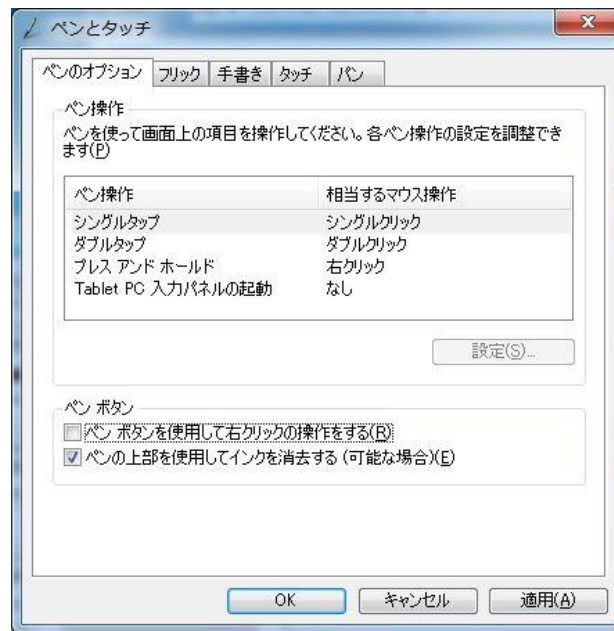 ペンとタッチ
ペンのオプション フリック 手書き タッチ パン
ペン操作
ペンを使って画面上の項目を操作してください。各ペン操作の設定を調整でき
ます(P)
ペン操作 相当するマウス操作
シングルタップ シングルクリック
ダブルタップ ダブルクリック
プレス アンド ホールド 右クリック
Tablet PC 入力パネルの起動 なし
設定(S)...
ペン ボタン
ペン ボタンを使用して右クリックの操作をする(R)
ペンの上部を使用してインクを消去する (可能な場合)(E)
OK キャンセル 適用(A)